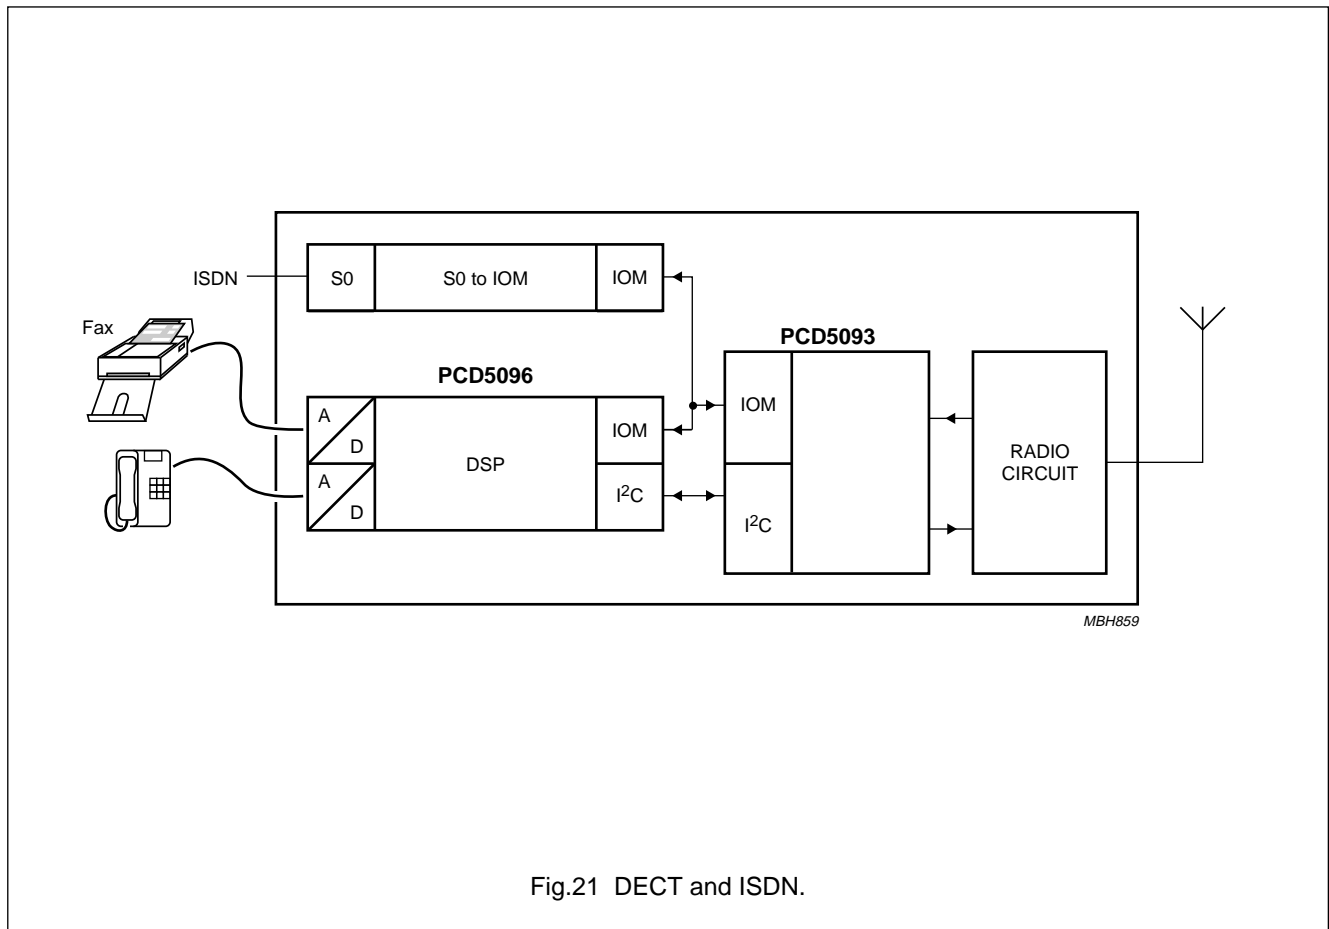 ISDN
S0
S0 to IOM
IOM
Fax
PCD5096
A
D
A
D
DSP
IOM
I²C
PCD5093
IOM
I²C
RADIO
CIRCUIT
MBH859
Fig.21 DECT and ISDN.